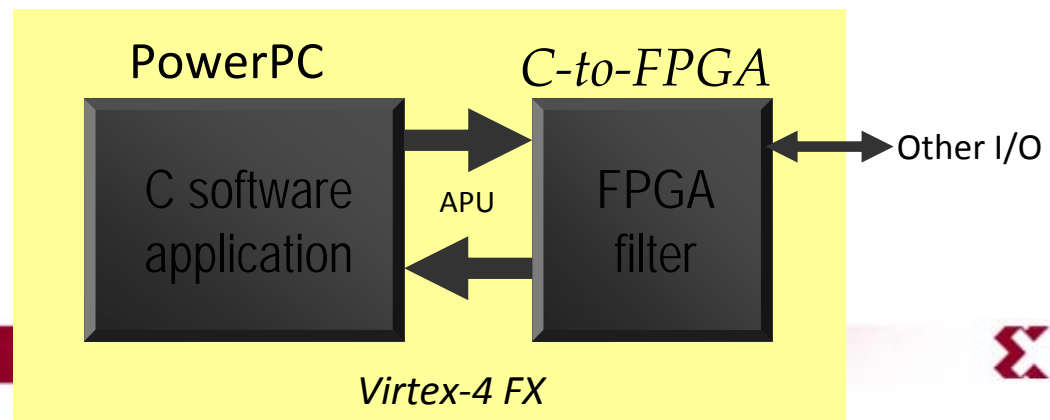 PowerPC
C-to-FPGA
C software
application
APU
FPGA
filter
Other I/O
Virtex-4 FX